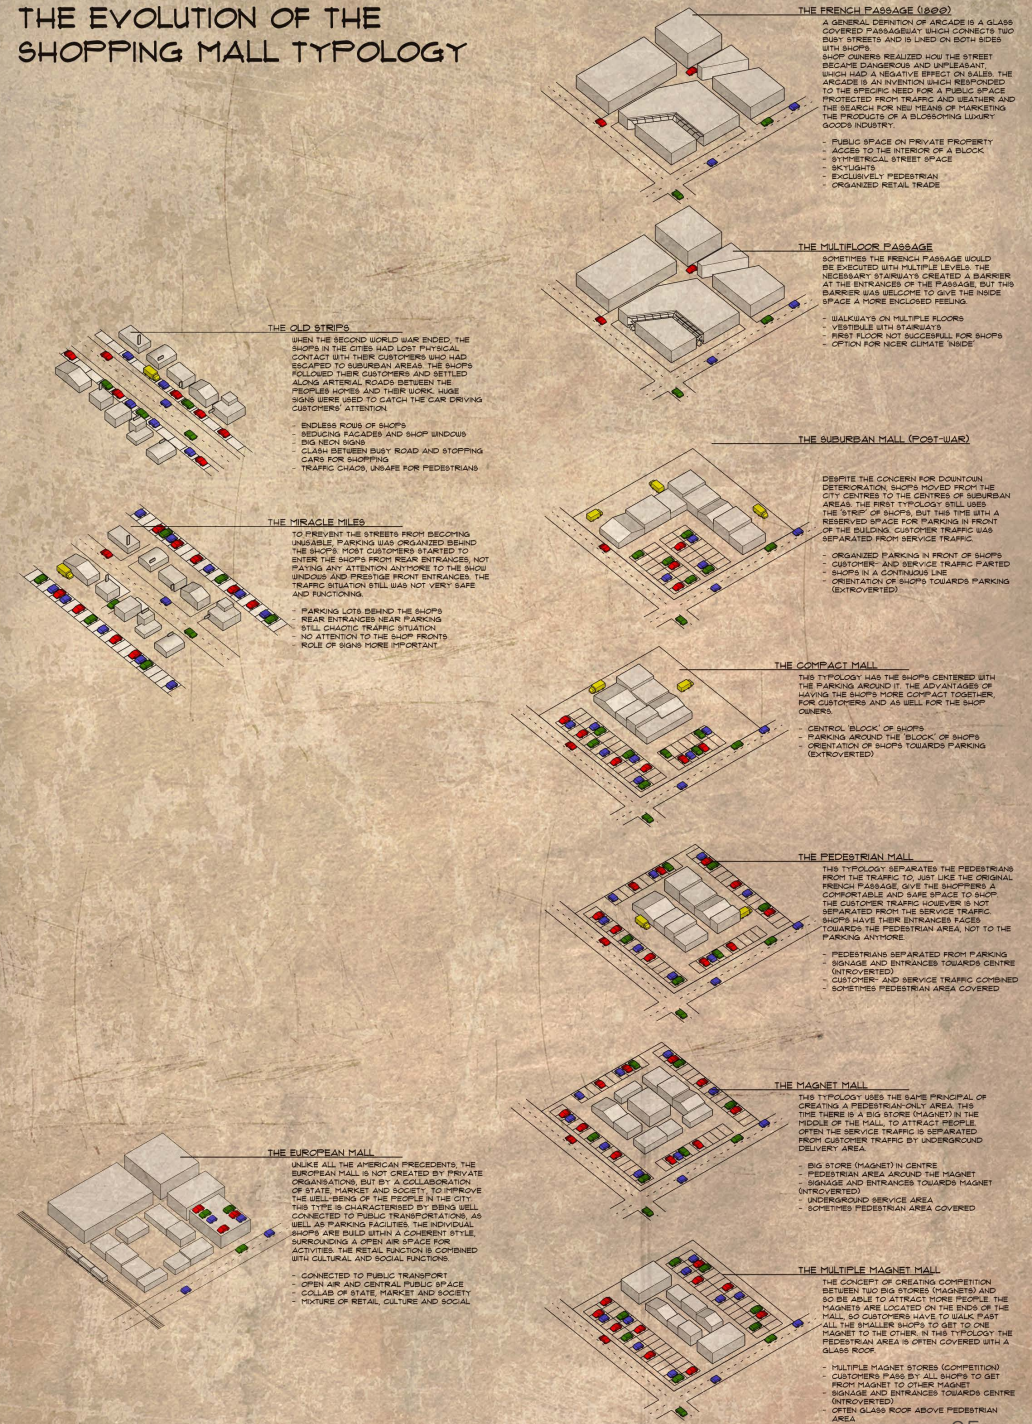 THE EVOLUTION OF THE
SHOPPING MALL TYPOLOGY
THE FRENCH PASSAGE (1800)
A GENERAL DEFINITION OF ARCADE IS A GLASS
COVERED PASSAGEWAY WHICH CONNECTS TWO
BUSY STREETS AND IS LINED ON BOTH SIDES
WITH SHOPS.
SHOP OWNERS REALIZED HOW THE STREET
BECAME DANGEROUS AND UNPLEASANT,
WHICH HAD A NEGATIVE EFFECT ON SALES. THE
ARCADE IS AN INVENTION WHICH RESPONDED
TO THE SPECIFIC NEED FOR A PUBLIC SPACE
PROTECTED FROM TRAFFIC AND WEATHER AND
THE SEARCH FOR NEW MEANS OF MARKETING
THE PRODUCTS OF A BLOSSOMING LUXURY
GOODS INDUSTRY.
- PUBLIC SPACE ON PRIVATE PROPERTY
- ACCES TO THE INTERIOR OF A BLOCK
- SYMMETRICAL STREET SPACE
- SKYLIGHTS
- EXCLUSIVELY PEDESTRIAN
- ORGANIZED RETAIL TRADE
THE MULTIFLOOR PASSAGE
SOMETIMES THE FRENCH PASSAGE WOULD
BE EXECUTED WITH MULTIPLE LEVELS. THE
NECESSARY STAIRWAYS CREATED A BARRIER
AT THE ENTRANCES OF THE PASSAGE, BUT THIS
BARRIER WAS WELCOME TO GIVE THE INSIDE
SPACE A MORE ENCLOSED FEELING.
- WALKWAYS ON MULTIPLE FLOORS
- VESTIBULE WITH STAIRWAYS
- FIRST FLOOR NOT SUCCESFULL FOR SHOPS
OPTION FOR NICER CLIMATE 'INSIDE'
THE OLD STRIPS
WHEN THE SECOND WORLD WAR ENDED, THE
SHOPS IN THE CITIES HAD LOST PHYSICAL
CONTACT WITH THEIR CUSTOMERS WHO HAD
ESCAPED TO SUBURBAN AREAS. THE SHOPS
FOLLOWED THEIR CUSTOMERS AND SETTLED
ALONG ARTERIAL ROADS BETWEEN THE
PEOPLES HOMES AND THEIR WORK. HUGE
SIGNS WERE USED TO CATCH THE CAR DRIVING
CUSTOMERS' ATTENTION.
- ENDLESS ROWS OF SHOPS
- SEDUCING FACADES AND SHOP WINDOWS
- BIG NEON SIGNS
- CLASH BETWEEN BUSY ROAD AND STOPPING
CARS FOR SHOPPING
- TRAFFIC CHAOS, UNSAFE FOR PEDESTRIANS
THE SUBURBAN MALL (POST-WAR)
DESPITE THE CONCERN FOR DOWNTOWN
DETERIORATION, SHOPS MOVED FROM THE
CITY CENTRES TO THE CENTRES OF SUBURBAN
AREAS. THE FIRST TYPOLOGY STILL USES
THE 'STRIP' OF SHOPS, BUT THIS TIME WITH A
RESERVED SPACE FOR PARKING IN FRONT
OF THE BUILDING. CUSTOMER TRAFFIC WAS
SEPARATED FROM SERVICE TRAFFIC.
- ORGANIZED PARKING IN FRONT OF SHOPS
- CUSTOMER- AND SERVICE TRAFFIC PARTED
- SHOPS IN A CONTINUOUS LINE
- ORIENTATION OF SHOPS TOWARDS PARKING
(EXTROVERTED)
THE MIRACLE MILES
TO PREVENT THE STREETS FROM BECOMING
UNUSABLE, PARKING WAS ORGANIZED BEHIND
THE SHOPS. MOST CUSTOMERS STARTED TO
ENTER THE SHOPS FROM REAR ENTRANCES, NOT
PAYING ANY ATTENTION ANYMORE TO THE SHOW
WINDOWS AND PRESTIGE FRONT ENTRANCES. THE
TRAFFIC SITUATION STILL WAS NOT VERY SAFE
AND FUNCTIONING.
- PARKING LOTS BEHIND THE SHOPS
- REAR ENTRANCES NEAR PARKING
- STILL CHAOTIC TRAFFIC SITUATION
- NO ATTENTION TO THE SHOP FRONTS
- ROLE OF SIGNS MORE IMPORTANT
THE COMPACT MALL
THIS TYPOLOGY HAS THE SHOPS CENTERED WITH
THE PARKING AROUND IT. THE ADVANTAGES OF
HAVING THE SHOPS MORE COMPACT TOGETHER,
FOR CUSTOMERS AND AS WELL FOR THE SHOP
OWNERS.
- CENTROL 'BLOCK' OF SHOPS
- PARKING AROUND THE 'BLOCK' OF SHOPS
- ORIENTATION OF SHOPS TOWARDS PARKING
(EXTROVERTED)
THE PEDESTRIAN MALL
THIS TYPOLOGY SEPARATES THE PEDESTRIANS
FROM THE TRAFFIC TO, JUST LIKE THE ORIGINAL
FRENCH PASSAGE, GIVE THE SHOPPERS A
COMFORTABLE AND SAFE SPACE TO SHOP.
THE CUSTOMER TRAFFIC HOWEVER IS NOT
SEPARATED FROM THE SERVICE TRAFFIC.
SHOPS HAVE THEIR ENTRANCES FACES
TOWARDS THE PEDESTRIAN AREA, NOT TO THE
PARKING ANYMORE.
- PEDESTRIANS SEPARATED FROM PARKING
- SIGNAGE AND ENTRANCES TOWARDS CENTRE
(INTROVERTED)
- CUSTOMER- AND SERVICE TRAFFIC COMBINED
- SOMETIMES PEDESTRIAN AREA COVERED
THE MAGNET MALL
THIS TYPOLOGY USES THE SAME PRINCIPAL OF
CREATING A PEDESTRIAN-ONLY AREA. THIS
TIME THERE IS A BIG STORE (MAGNET) IN THE
MIDDLE OF THE MALL, TO ATTRACT PEOPLE.
OFTEN THE SERVICE TRAFFIC IS SEPARATED
FROM CUSTOMER TRAFFIC BY UNDERGROUND
DELIVERY AREA.
- BIG STORE (MAGNET) IN CENTRE
- PEDESTRIAN AREA AROUND THE MAGNET
- SIGNAGE AND ENTRANCES TOWARDS MAGNET
(INTROVERTED)
- UNDERGROUND SERVICE AREA
- SOMETIMES PEDESTRIAN AREA COVERED
THE EUROPEAN MALL
UNLIKE ALL THE AMERICAN PRECEDENTS, THE
EUROPEAN MALL IS NOT CREATED BY PRIVATE
ORGANISATIONS, BUT BY A COLLABORATION
OF STATE, MARKET AND SOCIETY, TO IMPROVE
THE WELL-BEING OF THE PEOPLE IN THE CITY.
THIS TYPE IS CHARACTERISED BY BEING WELL
CONNECTED TO PUBLIC TRANSPORTATIONS, AS
WELL AS PARKING FACILITIES. THE INDIVIDUAL
SHOPS ARE BUILD WITHIN A COHERENT STYLE,
SURROUNDING A OPEN AIR SPACE FOR
ACTIVITIES. THE RETAIL FUNCTION IS COMBINED
WITH CULTURAL AND SOCIAL FUNCTIONS.
- CONNECTED TO PUBLIC TRANSPORT
- OPEN AIR AND CENTRAL PUBLIC SPACE
- COLLAB OF STATE, MARKET AND SOCIETY
- MIXTURE OF RETAIL, CULTURE AND SOCIAL
THE MULTIPLE MAGNET MALL
THE CONCEPT OF CREATING COMPETITION
BETWEEN TWO BIG STORES (MAGNETS) AND
SO BE ABLE TO ATTRACT MORE PEOPLE. THE
MAGNETS ARE LOCATED ON THE ENDS OF THE
MALL, SO CUSTOMERS HAVE TO WALK PAST
ALL THE SMALLER SHOPS TO GET TO ONE
MAGNET TO THE OTHER. IN THIS TYPOLOGY THE
PEDESTRIAN AREA IS OFTEN COVERED WITH A
GLASS ROOF.
- MULTIPLE MAGNET STORES (COMPETITION)
- CUSTOMERS PASS BY ALL SHOPS TO GET
FROM MAGNET TO OTHER MAGNET
- SIGNAGE AND ENTRANCES TOWARDS CENTRE
(INTROVERTED)
- OFTEN GLASS ROOF ABOVE PEDESTRIAN
AREA